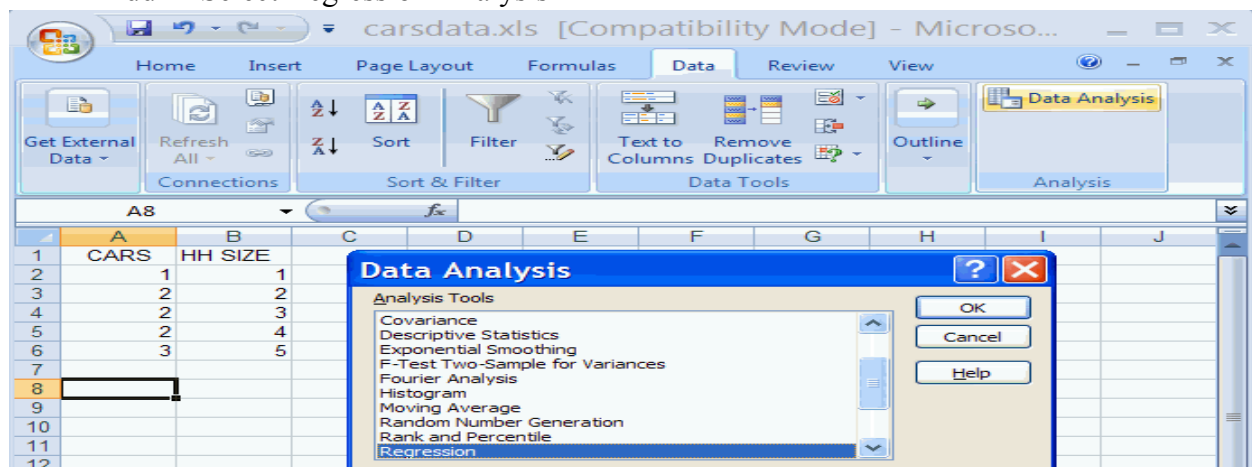 carsdata.xls [Compatibility Mode] - Microso...
Home Insert Page Layout Formulas Data Review View
Get External Data
Refresh All
Connections
Sort
Filter
Sort & Filter
Text to Columns
Remove Duplicates
Data Tools
Outline
Data Analysis
Analysis
A8
fx
A B C D E F G H I J
1 CARS HH SIZE
2 1 1
3 2 2
4 2 3
5 2 4
6 3 5
7
8
9
10
11
12
Data Analysis
Analysis Tools
Covariance
Descriptive Statistics
Exponential Smoothing
F-Test Two-Sample for Variances
Fourier Analysis
Histogram
Moving Average
Random Number Generation
Rank and Percentile
Regression
OK
Cancel
Help